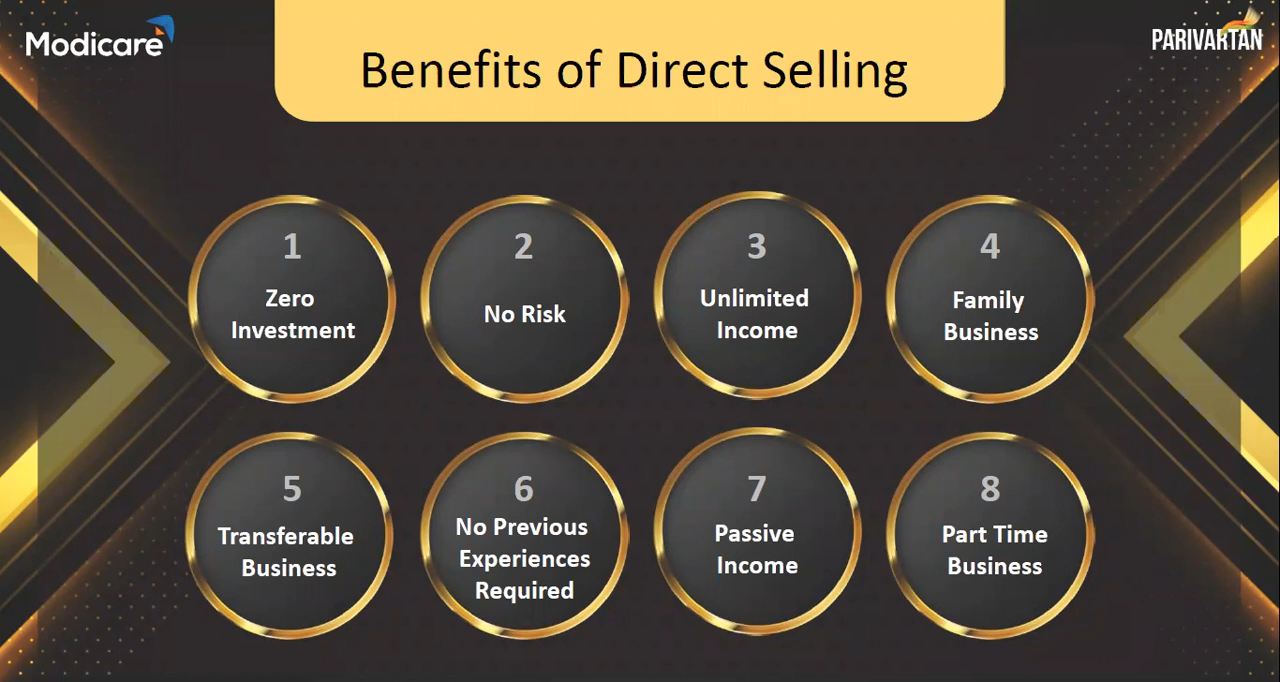 Modicare
PARIVARTAN
Benefits of Direct Selling
1
Zero
Investment
2
No Risk
3
Unlimited
Income
4
Family
Business
5
Transferable
Business
6
No Previous
Experiences
Required
7
Passive
Income
8
Part Time
Business